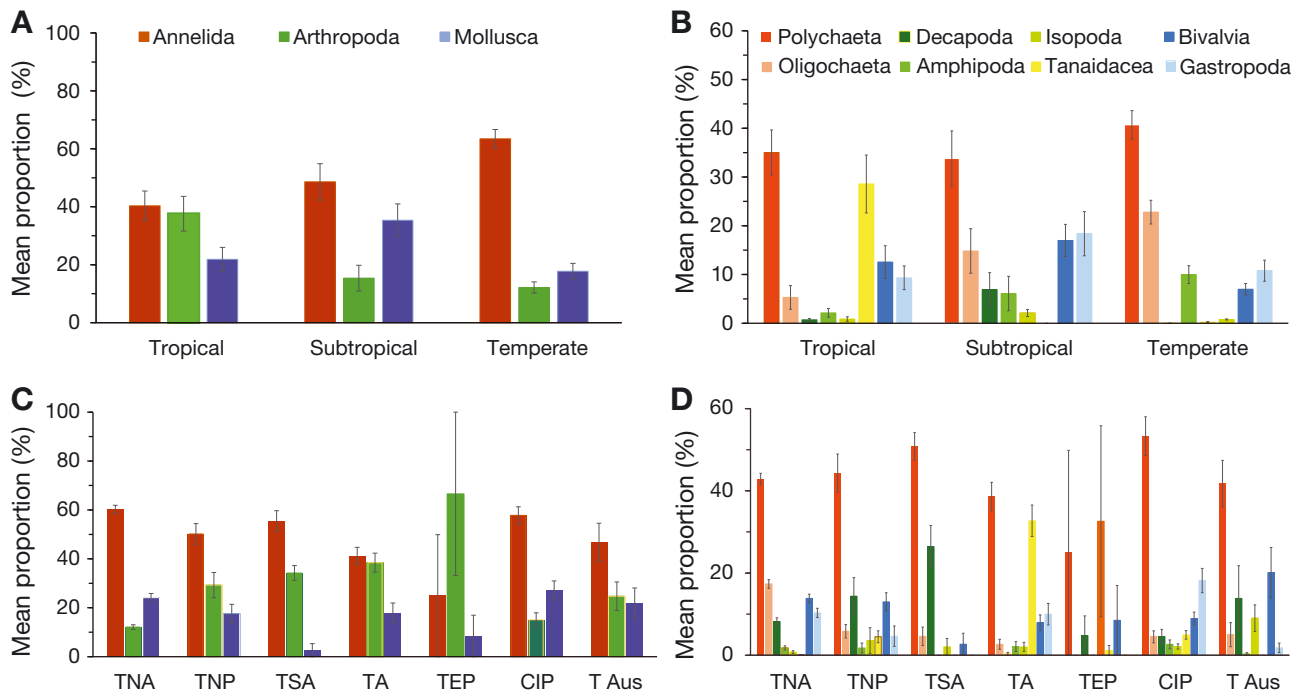 A
Annelida Arthropoda Mollusca
Mean proportion (%)
100
80
60
40
20
0
Tropical Subtropical Temperate
B
Polychaeta Decapoda Isopoda Bivalvia
Oligochaeta Amphipoda Tanaidacea Gastropoda
Mean proportion (%)
60
50
40
30
20
10
0
Tropical Subtropical Temperate
C
Mean proportion (%)
100
80
60
40
20
0
TNA TNP TSA TA TEP CIP T Aus
D
Mean proportion (%)
60
40
20
0
TNA TNP TSA TA TEP CIP T Aus